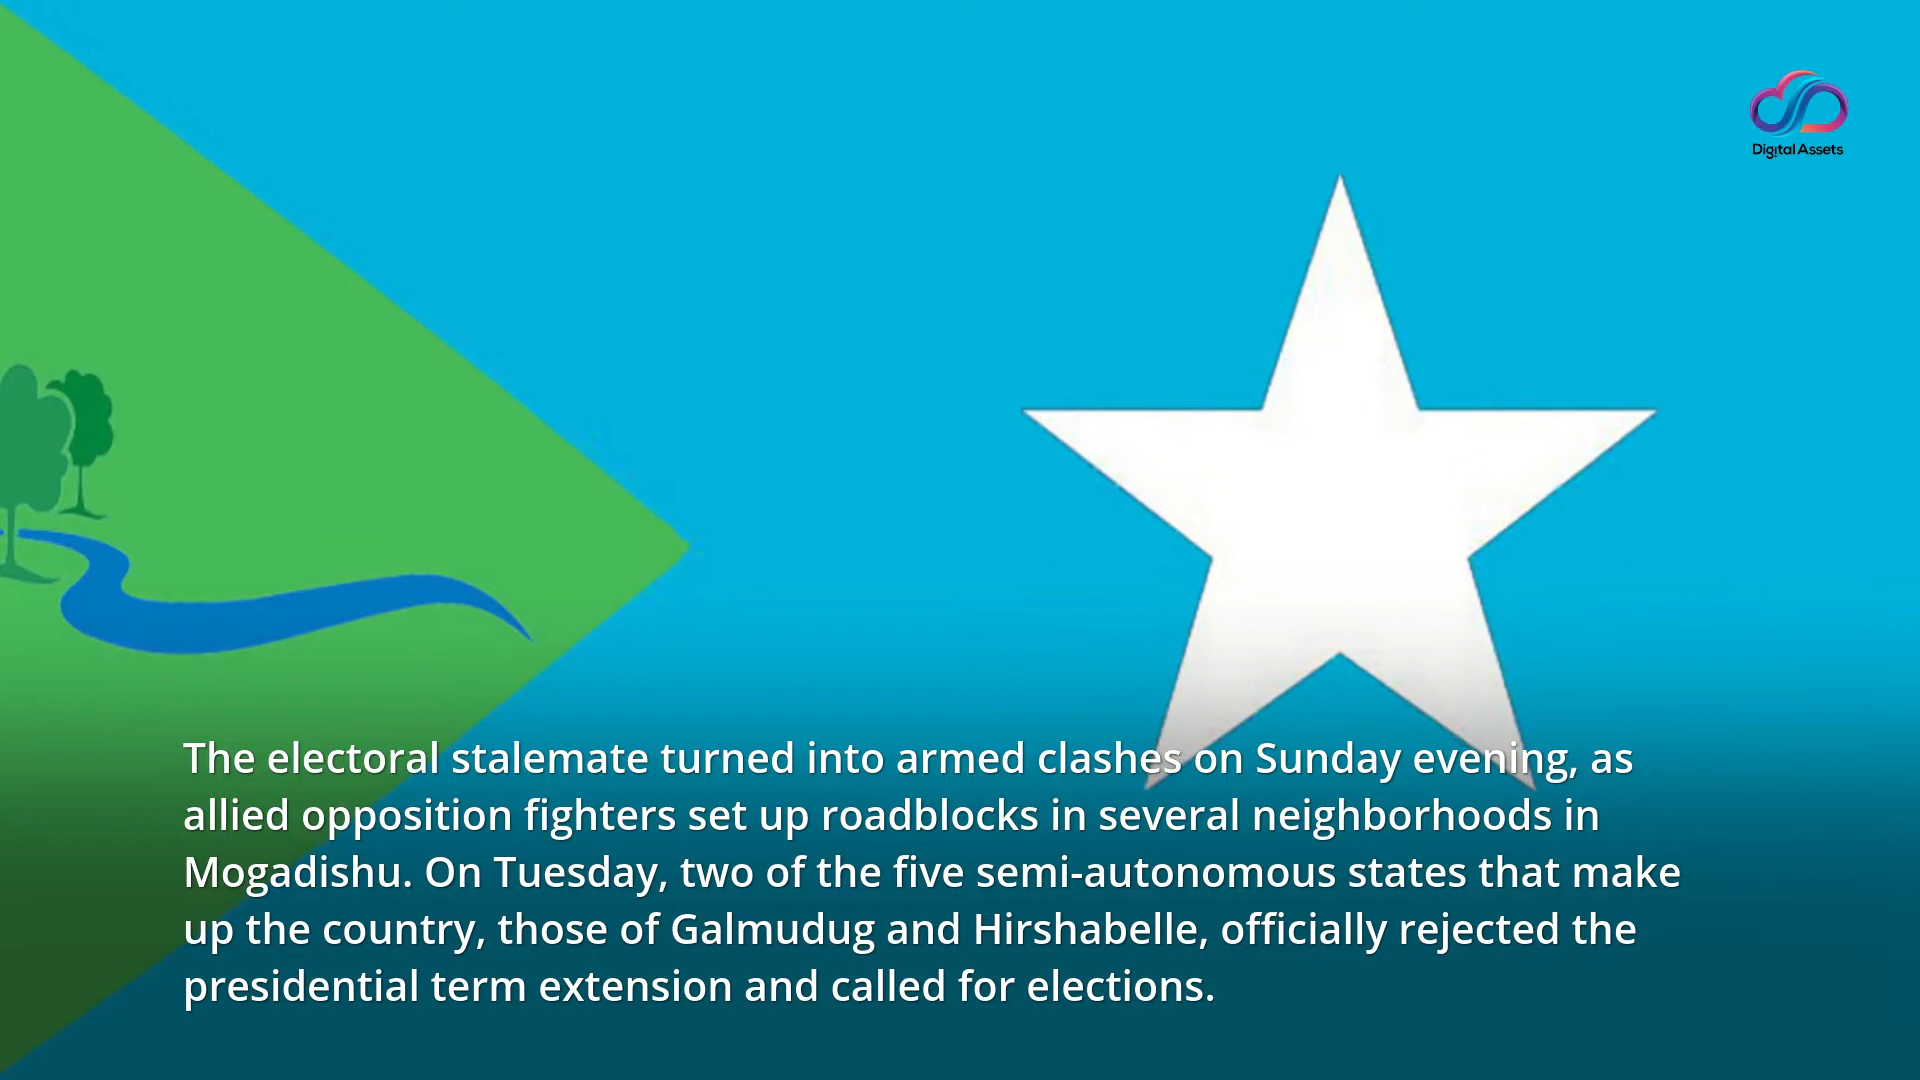 Digital Assets
The electoral stalemate turned into armed clashes on Sunday evening, as
allied opposition fighters set up roadblocks in several neighborhoods in
Mogadishu. On Tuesday, two of the five semi-autonomous states that make
up the country, those of Galmudug and Hirshabelle, officially rejected the
presidential term extension and called for elections.